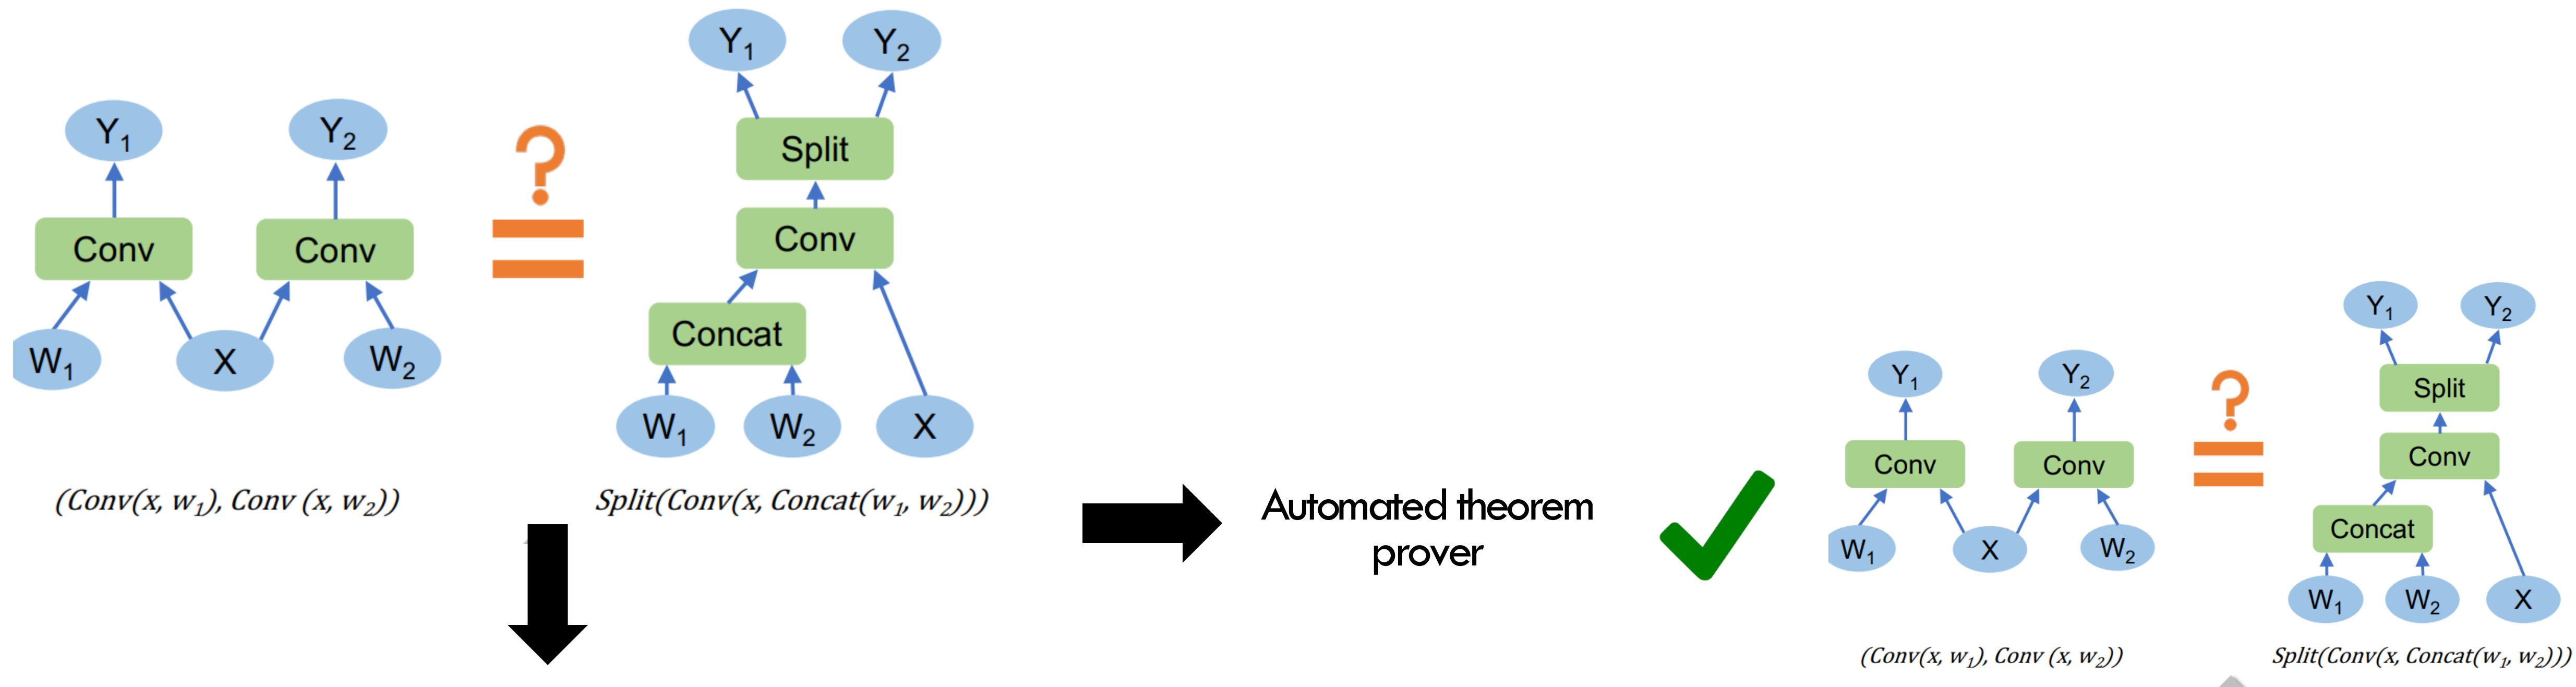 Y1 Y2
Split
Y1 Y2
?
Conv Conv
Conv
Concat
W1 X W2
W1 W2 X
(Conv(x, w1), Conv (x, w2))
Split(Conv(x, Concat(w1, w2)))
Automated theorem
prover
Y1 Y2
Y1 Y2
?
Split
Conv Conv
Conv
Concat
W1 X W2
W1 W2 X
(Conv(x, w1), Conv (x, w2))
Split(Conv(x, Concat(w1, w2)))